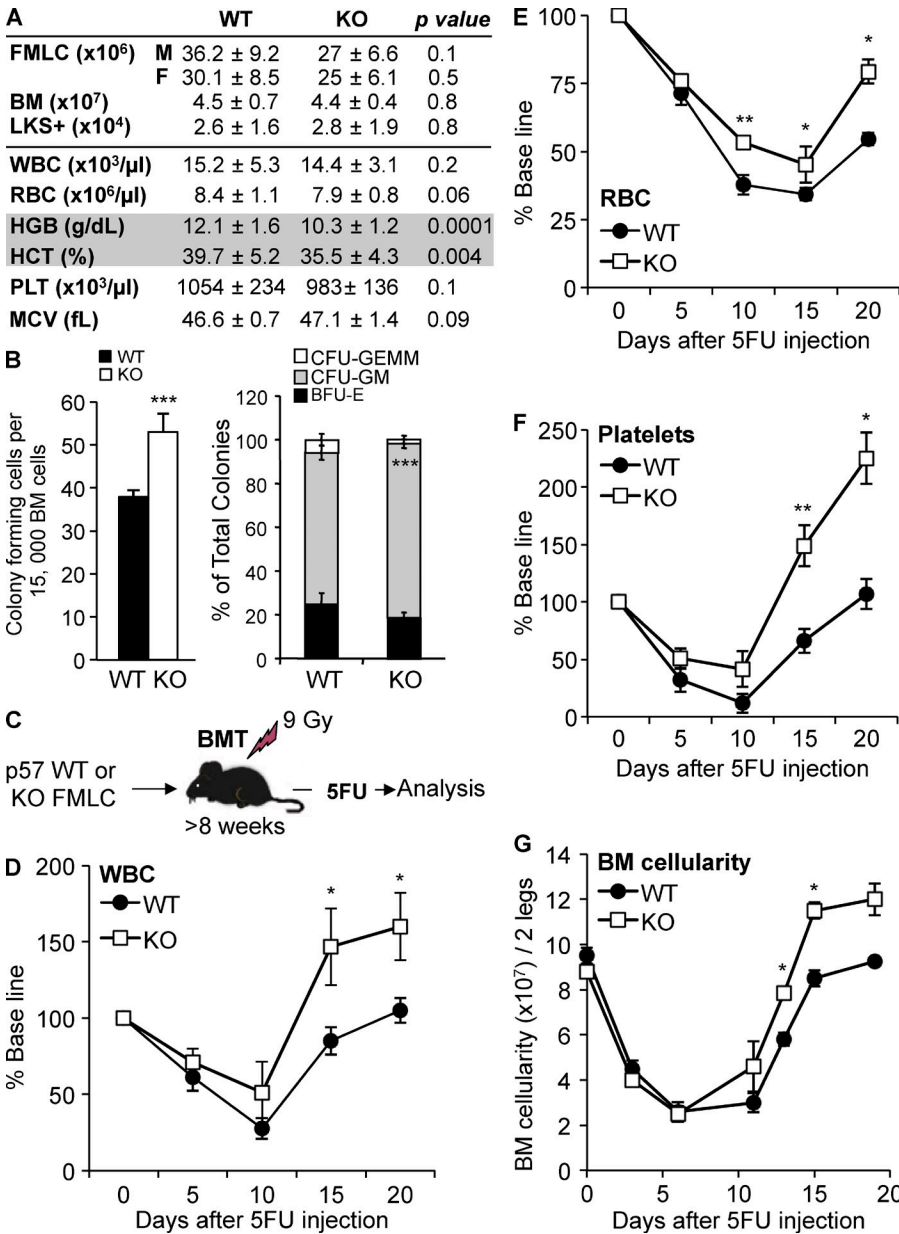 A WT KO p value
FMLC (x10⁶) M 36.2 ± 9.2 27 ± 6.6 0.1
F 30.1 ± 8.5 25 ± 6.1 0.5
BM (x10⁷) 4.5 ± 0.7 4.4 ± 0.4 0.8
LKS+ (x10⁴) 2.6 ± 1.6 2.8 ± 1.9 0.8
WBC (x10³/µl) 15.2 ± 5.3 14.4 ± 3.1 0.2
RBC (x10⁶/µl) 8.4 ± 1.1 7.9 ± 0.8 0.06
HGB (g/dL) 12.1 ± 1.6 10.3 ± 1.2 0.0001
HCT (%) 39.7 ± 5.2 35.5 ± 4.3 0.004
PLT (x10³/µl) 1054 ± 234 983± 136 0.1
MCV (fL) 46.6 ± 0.7 47.1 ± 1.4 0.09
B
WT
KO
***
Colony forming cells per
15, 000 BM cells
60
50
40
30
20
10
0
WT KO
CFU-GEMM
CFU-GM
BFU-E
% of Total Colonies
120
100
80
60
40
20
0
***
WT KO
C
p57 WT or
KO FMLC
BMT
9 Gy
>8 weeks
5FU
Analysis
D
WBC
WT
KO
% Base line
200
150
100
50
0
* *
0 5 10 15 20
Days after 5FU injection
E
% Base line
100
75
50
25
0
** * *
RBC
WT
KO
0 5 10 15 20
Days after 5FU injection
F
Platelets
WT
KO
% Base line
250
200
150
100
50
0
** *
0 5 10 15 20
Days after 5FU injection
G
BM cellularity
WT
KO
BM cellularity (x10⁷) / 2 legs
14
12
10
8
6
4
2
0
* *
0 5 10 15 20
Days after 5FU injection